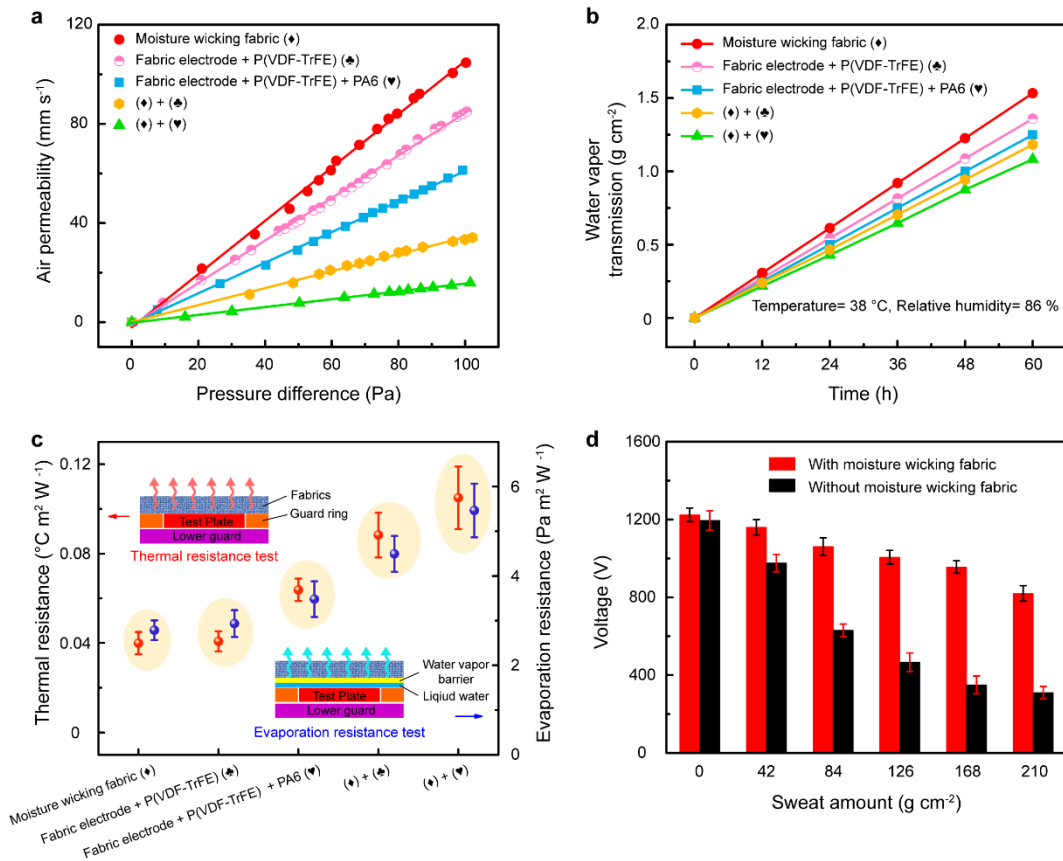 a
Air permeability (mm s⁻¹)
120
80
40
0
Moisture wicking fabric (♦)
Fabric electrode + P(VDF-TrFE) (♣)
Fabric electrode + P(VDF-TrFE) + PA6 (♥)
(♦) + (♣)
(♦) + (♥)
0 20 40 60 80 100
Pressure difference (Pa)
b
Water vaper
transmission (g cm⁻²)
2.0
1.5
1.0
0.5
0
Moisture wicking fabric (♦)
Fabric electrode + P(VDF-TrFE) (♣)
Fabric electrode + P(VDF-TrFE) + PA6 (♥)
(♦) + (♣)
(♦) + (♥)
Temperature= 38 °C, Relative humidity= 86 %
0 12 24 36 48 60
Time (h)
c
Thermal resistance (°C m² W⁻¹)
0.12
0.08
0.04
0
Fabrics
Guard ring
Test Plate
Lower guard
Thermal resistance test
Water vapor
barrier
Liqiud water
Test Plate
Lower guard
Evaporation resistance test
6
4
2
0
Evaporation resistance (Pa m² W⁻¹)
Moisture wicking fabric (♦)
Fabric electrode + P(VDF-TrFE) (♣)
Fabric electrode + P(VDF-TrFE) + PA6 (♥)
(♦) + (♣)
(♦) + (♥)
d
Voltage (V)
1600
1200
800
400
0
With moisture wicking fabric
Without moisture wicking fabric
0 42 84 126 168 210
Sweat amount (g cm⁻²)